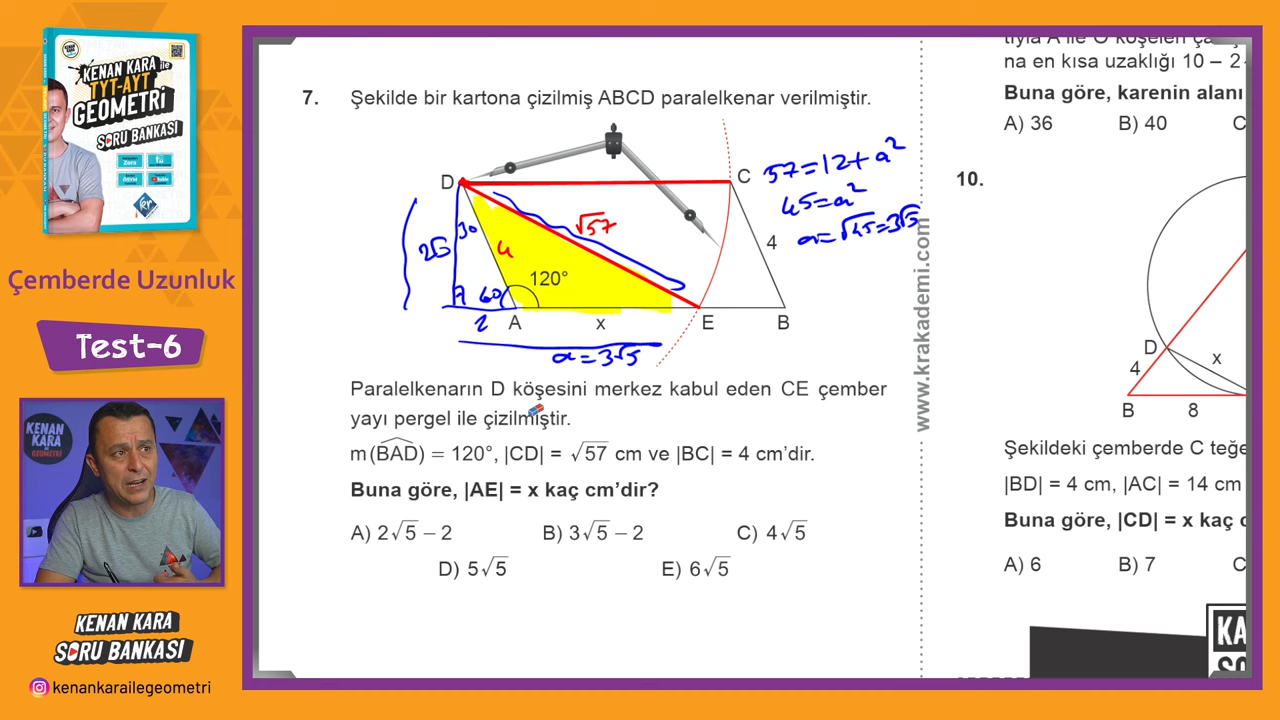 KENAN KARA ile
TYT-AYT
GEOMETRİ
SORU BANKASI
Çemberde Uzunluk
Test-6
KENAN KARA
ile GEOMETRİ
KENAN KARA
SORU BANKASI
kenankarailegeometri
7. Şekilde bir kartona çizilmiş ABCD paralelkenar verilmiştir.
D
C
57=12+a²
45=a²
a=√45=3√5
2√3
30
4
√57
4
120°
60
2
A
x
E
B
a=3√5
Paralelkenarın D köşesini merkez kabul eden CE çember
yayı pergel ile çizilmiştir.
m(BAD) = 120°, |CD| = √57 cm ve |BC| = 4 cm’dir.
Buna göre, |AE| = x kaç cm’dir?
A) 2√5 – 2 B) 3√5 – 2 C) 4√5
D) 5√5 E) 6√5
www.krakademi.com
na en kısa uzaklığı 10 – 2
Buna göre, karenin alanı
A) 36 B) 40 C
10.
D
4
x
B
8
Şekildeki çemberde C teğe
|BD| = 4 cm, |AC| = 14 cm
Buna göre, |CD| = x kaç c
A) 6 B) 7 C
KA